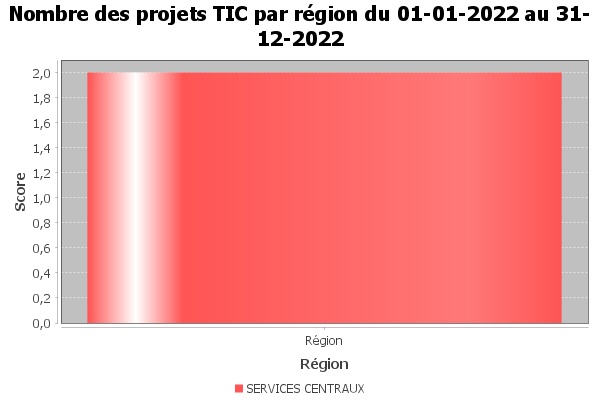 Nombre des projets TIC par région du 01-01-2022 au 31-
12-2022
2,0
1,8
1,6
1,4
1,2
1,0
0,8
0,6
0,4
0,2
0,0
Score
Région
Région
SERVICES CENTRAUX